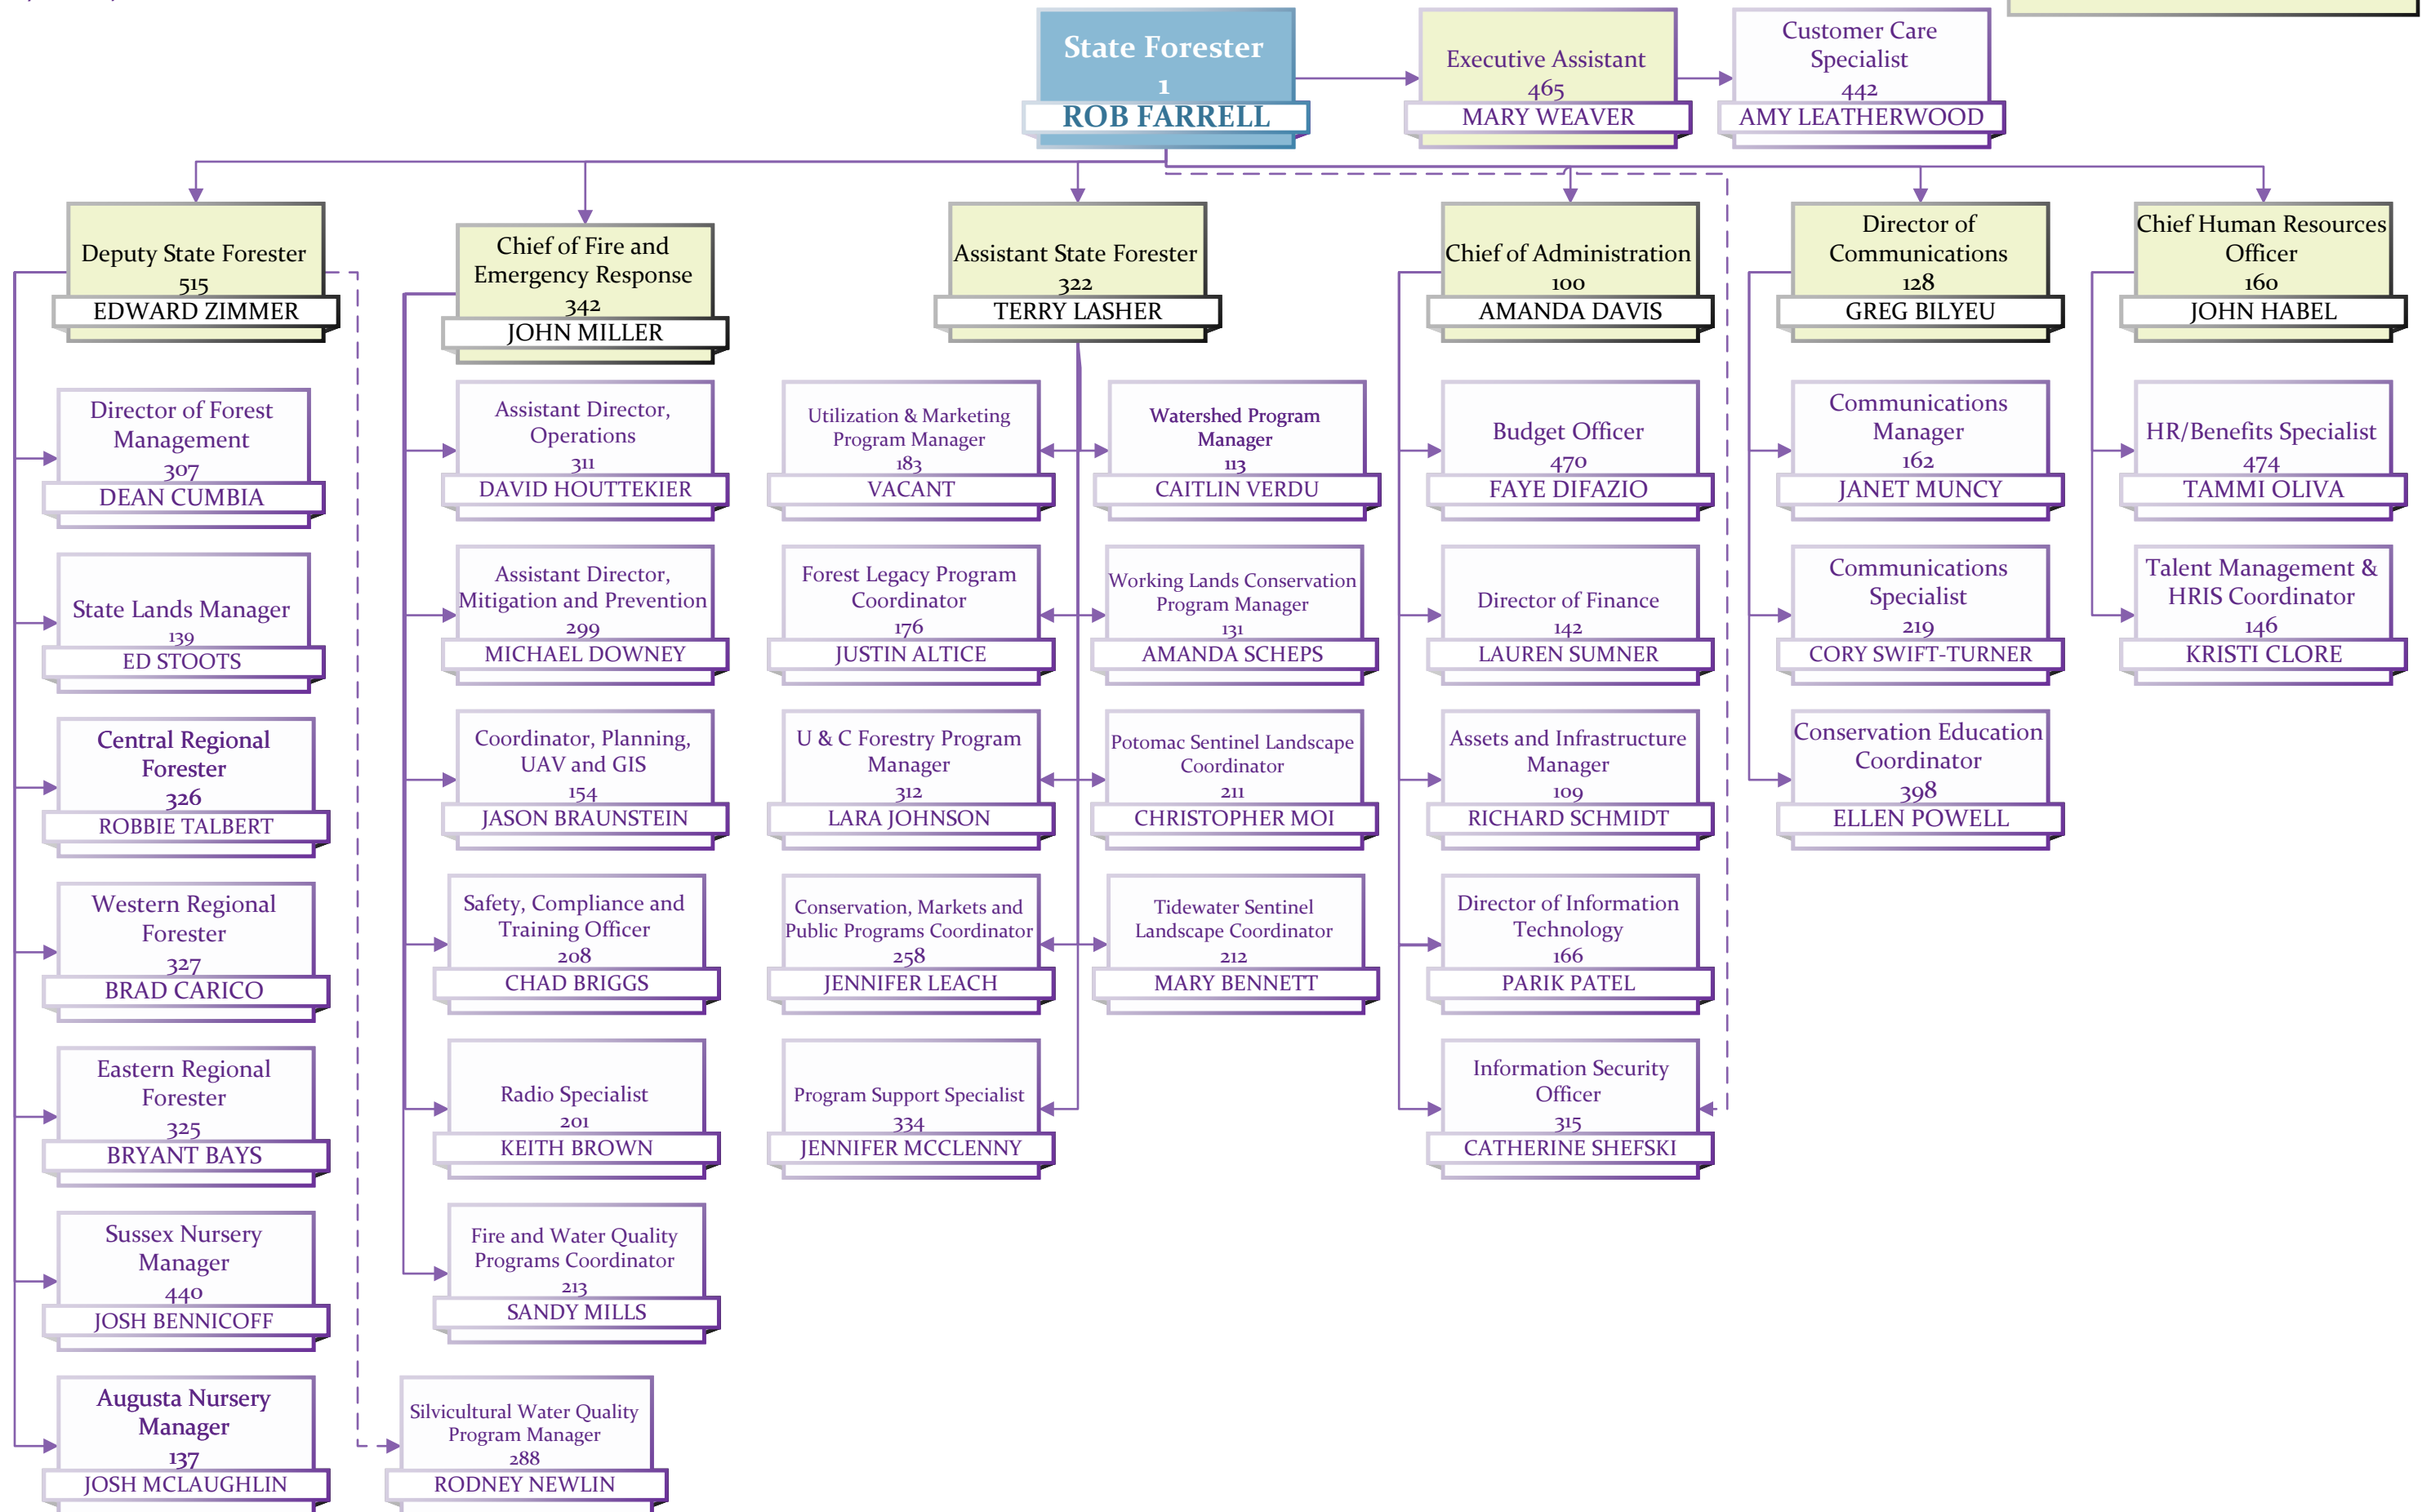 State Forester
1
ROB FARRELL
Executive Assistant
465
MARY WEAVER
Customer Care
Specialist
442
AMY LEATHERWOOD
Deputy State Forester
515
EDWARD ZIMMER
Chief of Fire and
Emergency Response
342
JOHN MILLER
Assistant State Forester
322
TERRY LASHER
Chief of Administration
100
AMANDA DAVIS
Director of
Communications
128
GREG BILYEU
Chief Human Resources
Officer
160
JOHN HABEL
Director of Forest
Management
307
DEAN CUMBIA
State Lands Manager
139
ED STOOTS
Central Regional
Forester
326
ROBBIE TALBERT
Western Regional
Forester
327
BRAD CARICO
Eastern Regional
Forester
325
BRYANT BAYS
Sussex Nursery
Manager
440
JOSH BENNICOFF
Augusta Nursery
Manager
137
JOSH MCLAUGHLIN
Assistant Director,
Operations
311
DAVID HOUTTEKIER
Assistant Director,
Mitigation and Prevention
299
MICHAEL DOWNEY
Coordinator, Planning,
UAV and GIS
154
JASON BRAUNSTEIN
Safety, Compliance and
Training Officer
208
CHAD BRIGGS
Radio Specialist
201
KEITH BROWN
Fire and Water Quality
Programs Coordinator
213
SANDY MILLS
Silvicultural Water Quality
Program Manager
288
RODNEY NEWLIN
Utilization & Marketing
Program Manager
183
VACANT
Forest Legacy Program
Coordinator
176
JUSTIN ALTICE
U & C Forestry Program
Manager
312
LARA JOHNSON
Conservation, Markets and
Public Programs Coordinator
258
JENNIFER LEACH
Program Support Specialist
334
JENNIFER MCCLENNY
Watershed Program
Manager
113
CAITLIN VERDU
Working Lands Conservation
Program Manager
131
AMANDA SCHEPS
Potomac Sentinel Landscape
Coordinator
211
CHRISTOPHER MOI
Tidewater Sentinel
Landscape Coordinator
212
MARY BENNETT
Budget Officer
470
FAYE DIFAZIO
Director of Finance
142
LAUREN SUMNER
Assets and Infrastructure
Manager
109
RICHARD SCHMIDT
Director of Information
Technology
166
PARIK PATEL
Information Security
Officer
315
CATHERINE SHEFSKI
Communications
Manager
162
JANET MUNCY
Communications
Specialist
219
CORY SWIFT-TURNER
Conservation Education
Coordinator
398
ELLEN POWELL
HR/Benefits Specialist
474
TAMMI OLIVA
Talent Management &
HRIS Coordinator
146
KRISTI CLORE